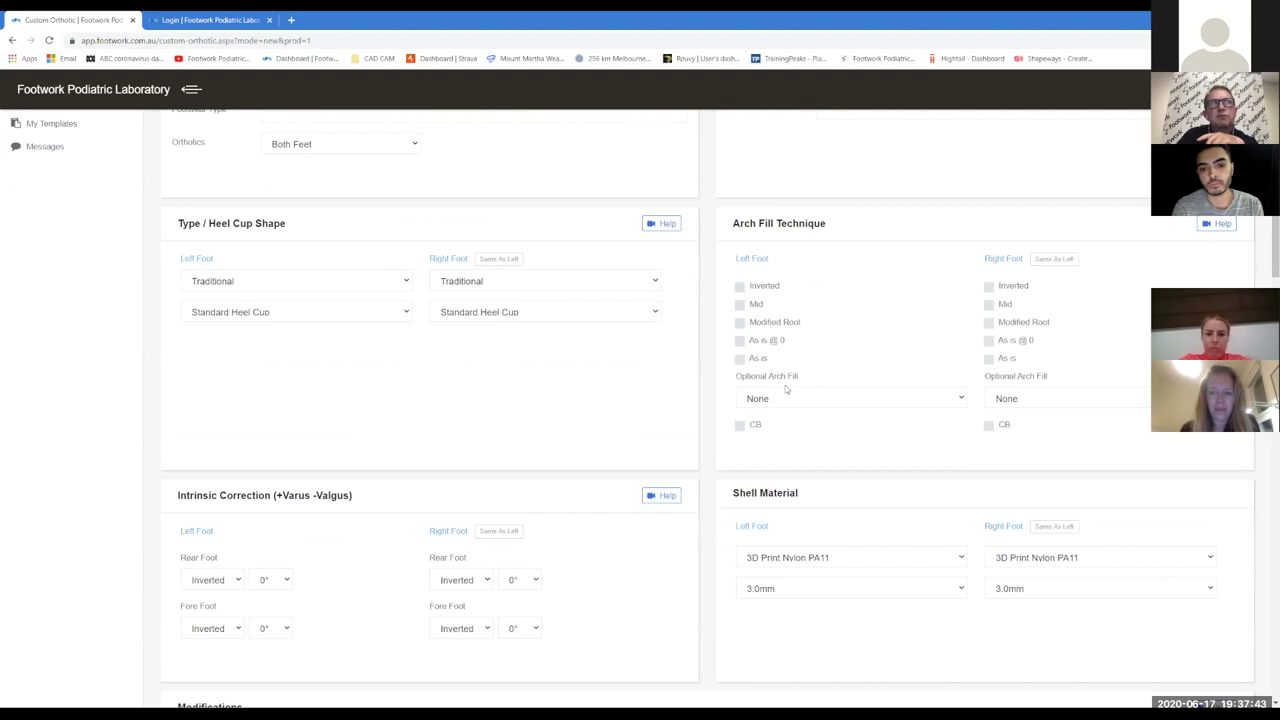 Custom Orthotic | Footwork Pod
Login | Footwork Podiatric Labo
app.footwork.com.au/custom-orthotic.aspx?mode=new&prod=1
Apps
Email
ABC coronavirus da...
Footwork Podiatric...
Dashboard | Footw...
CAD CAM
Dashboard | Strava
Mount Martha Wea...
256 km Melbourne...
Rouvy | User's dash...
TrainingPeaks - Pla...
Footwork Podiatric...
Hightail - Dashboard
Shapeways - Create...
Footwork Podiatric Laboratory
My Templates
Messages
Footwear Type
Orthotics
Both Feet
Type / Heel Cup Shape
Help
Left Foot
Right Foot
Same As Left
Traditional
Traditional
Standard Heel Cup
Standard Heel Cup
Arch Fill Technique
Help
Left Foot
Right Foot
Same As Left
Inverted
Inverted
Mid
Mid
Modified Root
Modified Root
As is @ 0
As is @ 0
As is
As is
Optional Arch Fill
Optional Arch Fill
None
None
CB
CB
Intrinsic Correction (+Varus -Valgus)
Help
Left Foot
Right Foot
Same As Left
Rear Foot
Rear Foot
Inverted
0°
Inverted
0°
Fore Foot
Fore Foot
Inverted
0°
Inverted
0°
Shell Material
Left Foot
Right Foot
Same As Left
3D Print Nylon PA11
3D Print Nylon PA11
3.0mm
3.0mm
Modifications
2020-06-17 19:37:43